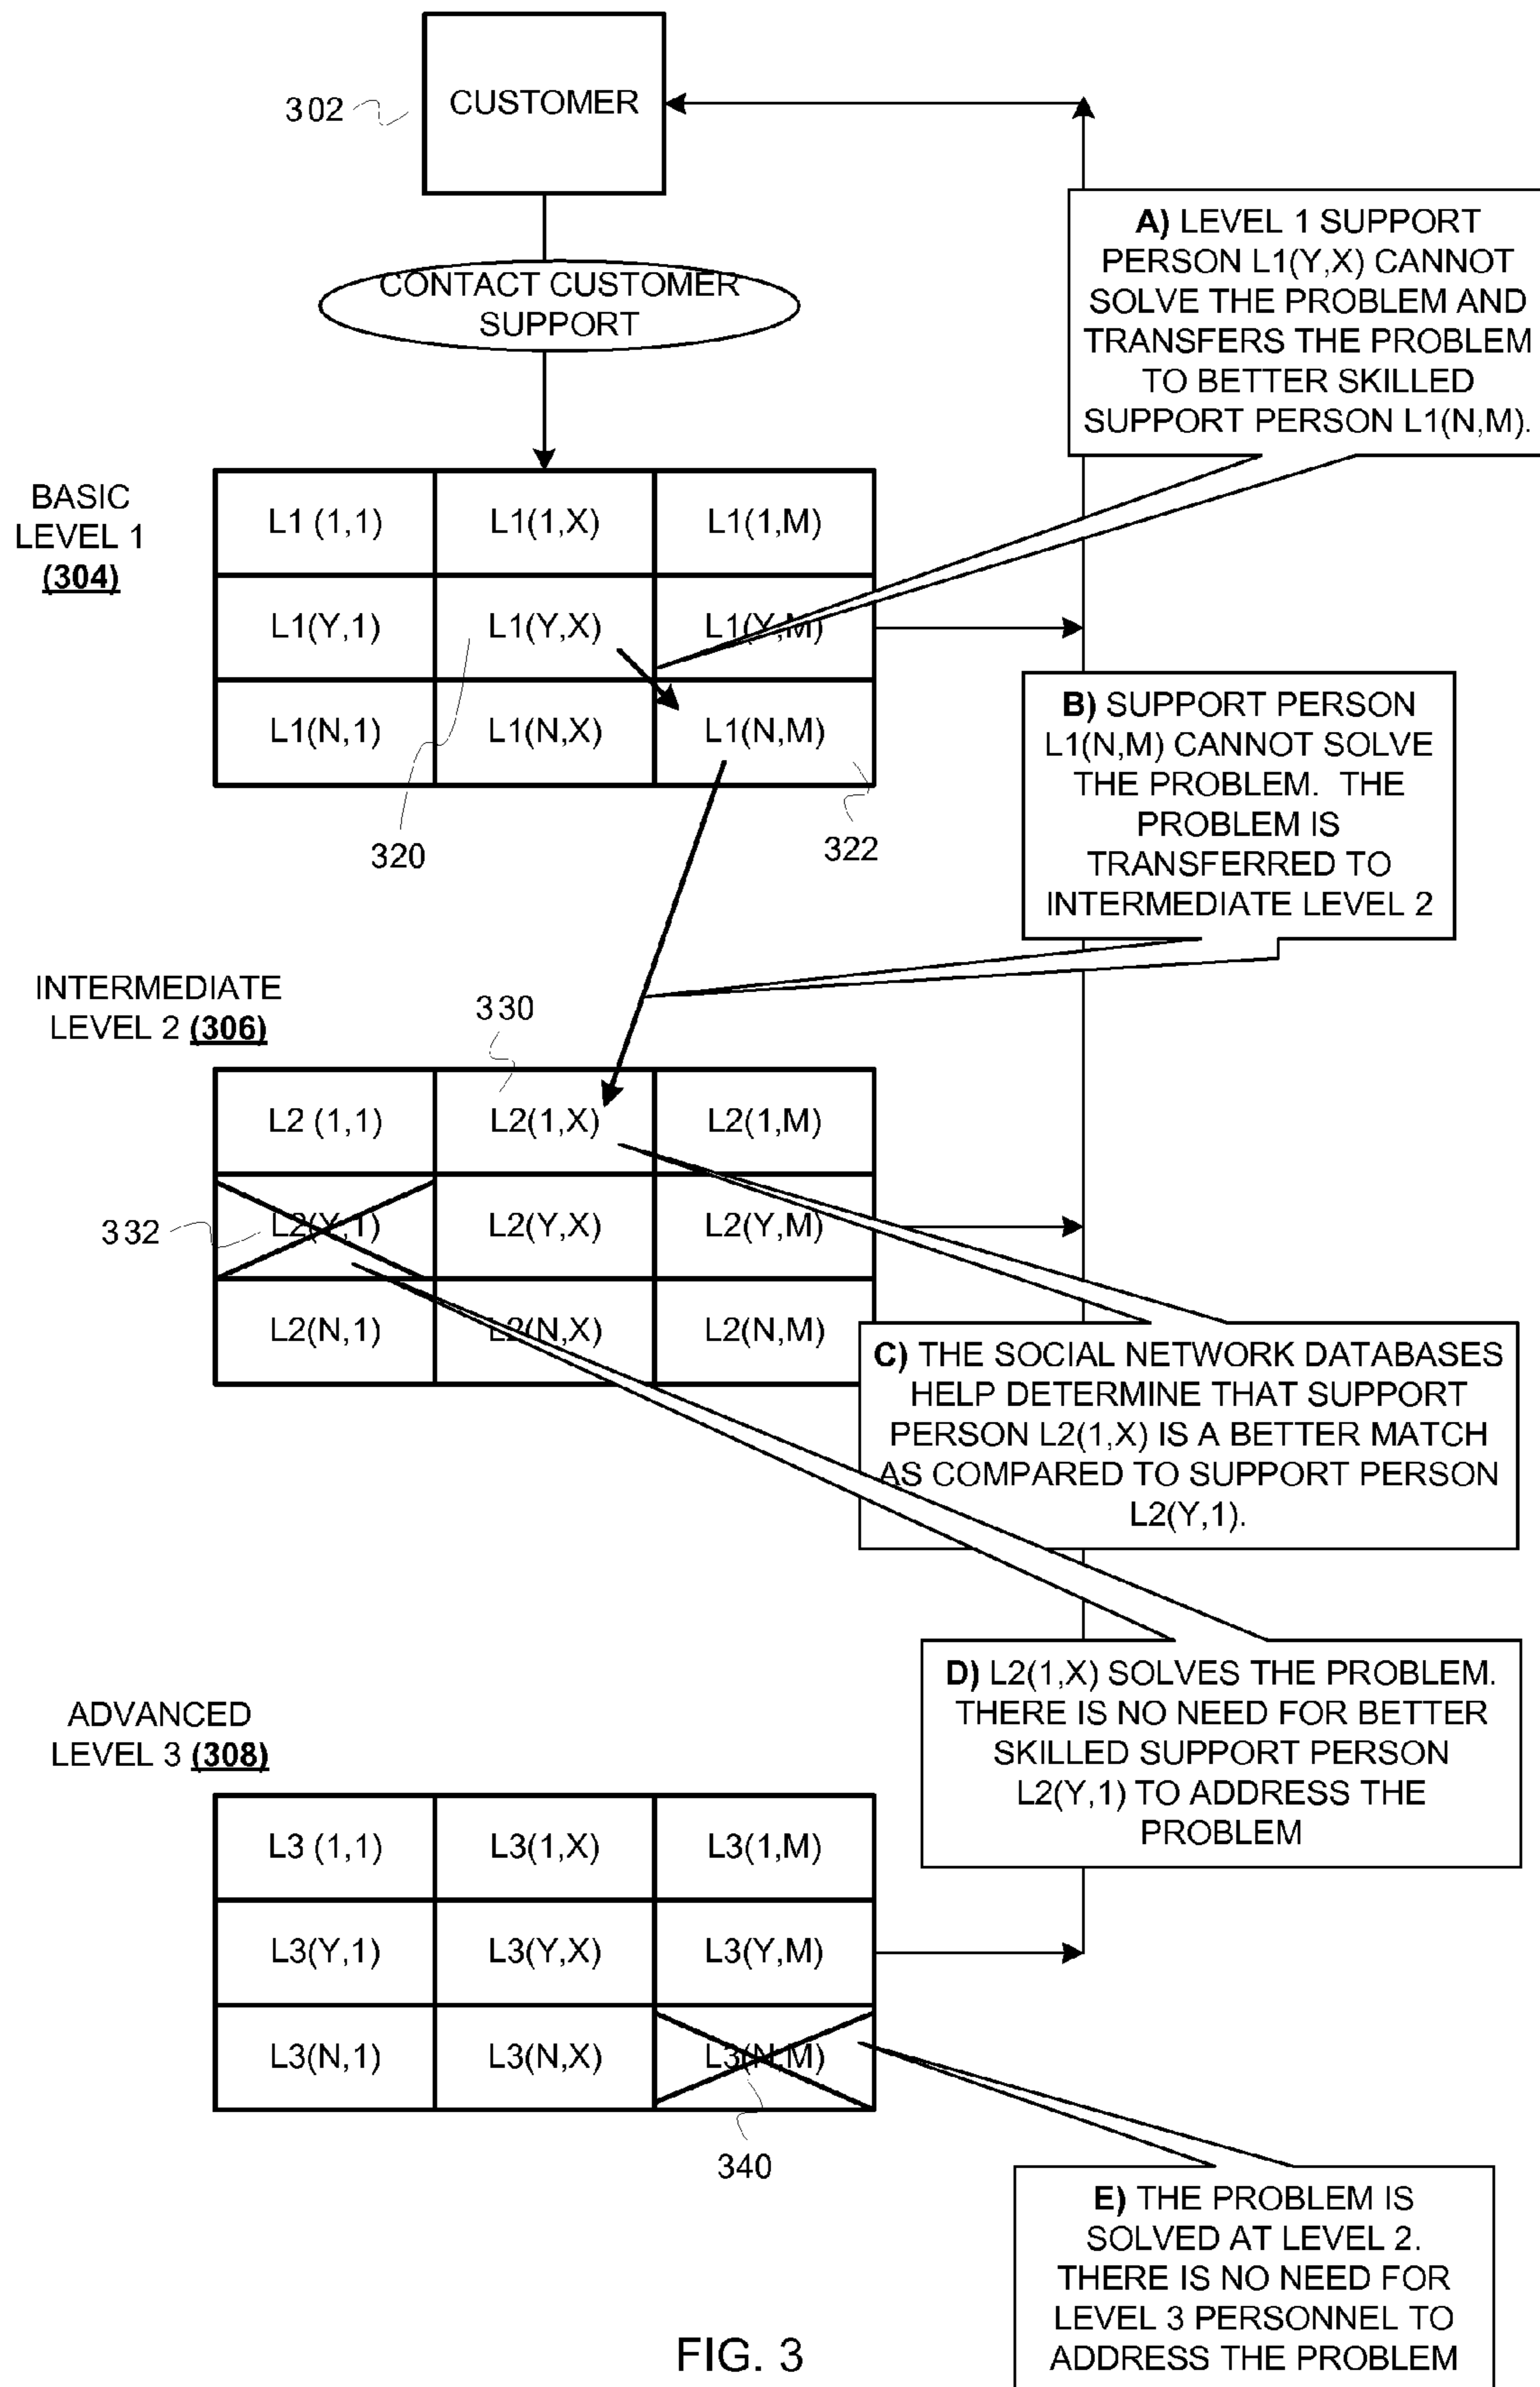 302
CUSTOMER
CONTACT CUSTOMER
SUPPORT
A) LEVEL 1 SUPPORT
PERSON L1(Y,X) CANNOT
SOLVE THE PROBLEM AND
TRANSFERS THE PROBLEM
TO BETTER SKILLED
SUPPORT PERSON L1(N,M).
BASIC
LEVEL 1
(304)
L1 (1,1) L1(1,X) L1(1,M)
L1(Y,1) L1(Y,X) L1(Y,M)
L1(N,1) L1(N,X) L1(N,M)
320
322
B) SUPPORT PERSON
L1(N,M) CANNOT SOLVE
THE PROBLEM. THE
PROBLEM IS
TRANSFERRED TO
INTERMEDIATE LEVEL 2
INTERMEDIATE
LEVEL 2 (306)
330
L2 (1,1) L2(1,X) L2(1,M)
332
L2(Y,1) L2(Y,X) L2(Y,M)
L2(N,1) L2(N,X) L2(N,M)
C) THE SOCIAL NETWORK DATABASES
HELP DETERMINE THAT SUPPORT
PERSON L2(1,X) IS A BETTER MATCH
AS COMPARED TO SUPPORT PERSON
L2(Y,1).
D) L2(1,X) SOLVES THE PROBLEM.
THERE IS NO NEED FOR BETTER
SKILLED SUPPORT PERSON
L2(Y,1) TO ADDRESS THE
PROBLEM
ADVANCED
LEVEL 3 (308)
L3 (1,1) L3(1,X) L3(1,M)
L3(Y,1) L3(Y,X) L3(Y,M)
L3(N,1) L3(N,X) L3(N,M)
340
E) THE PROBLEM IS
SOLVED AT LEVEL 2.
THERE IS NO NEED FOR
LEVEL 3 PERSONNEL TO
ADDRESS THE PROBLEM
FIG. 3